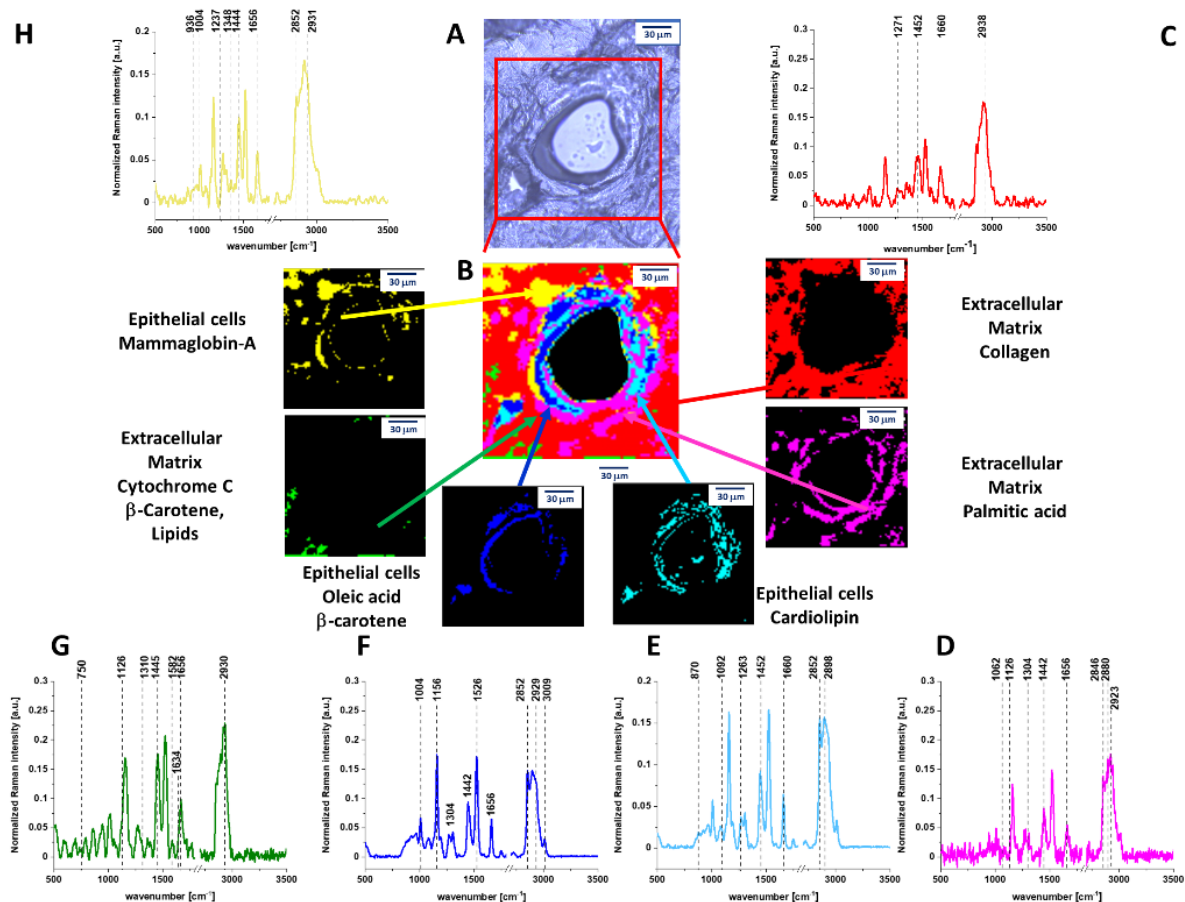 H
936
1004
1237
1348
1444
1656
2852
2931
Normalized Raman intensity [a.u.]
0.2
0.15
0.1
0.05
0
500
1000
1500
3000
3500
wavenumber [cm⁻¹]
A
30 µm
C
1271
1452
1660
2938
Normalized Raman intensity [a.u.]
0.3
0.25
0.2
0.15
0.1
0.05
0
500
1000
1500
3000
3500
wavenumber [cm⁻¹]
30 µm
Epithelial cells
Mammaglobin-A
B
30 µm
30 µm
Extracellular
Matrix
Collagen
30 µm
Extracellular
Matrix
Cytochrome C
β-Carotene,
Lipids
30 µm
30 µm
30 µm
30 µm
Extracellular
Matrix
Palmitic acid
Epithelial cells
Oleic acid
β-carotene
Epithelial cells
Cardiolipin
G
750
1126
1310
1445
1582
1656
2930
1634
Normalized Raman intensity [a.u.]
0.3
0.25
0.2
0.15
0.1
0.05
0
500
1000
1500
2500
3500
wavenumber [cm⁻¹]
F
1004
1156
1526
2852
2929
3009
1304
1442
1656
Normalized Raman intensity [a.u.]
0.3
0.25
0.2
0.15
0.1
0.05
0
500
1000
1500
3000
3500
wavenumber [cm⁻¹]
E
870
1092
1263
1452
1660
2852
2898
Normalized Raman intensity [a.u.]
0.2
0.15
0.1
0.05
0
500
1000
1500
3000
3500
wavenumber [cm⁻¹]
D
1062
1126
1304
1442
1656
2846
2880
2923
Normalized Raman intensity [a.u.]
0.3
0.25
0.2
0.15
0.1
0.05
0
500
1000
1500
3000
3500
wavenumber [cm⁻¹]